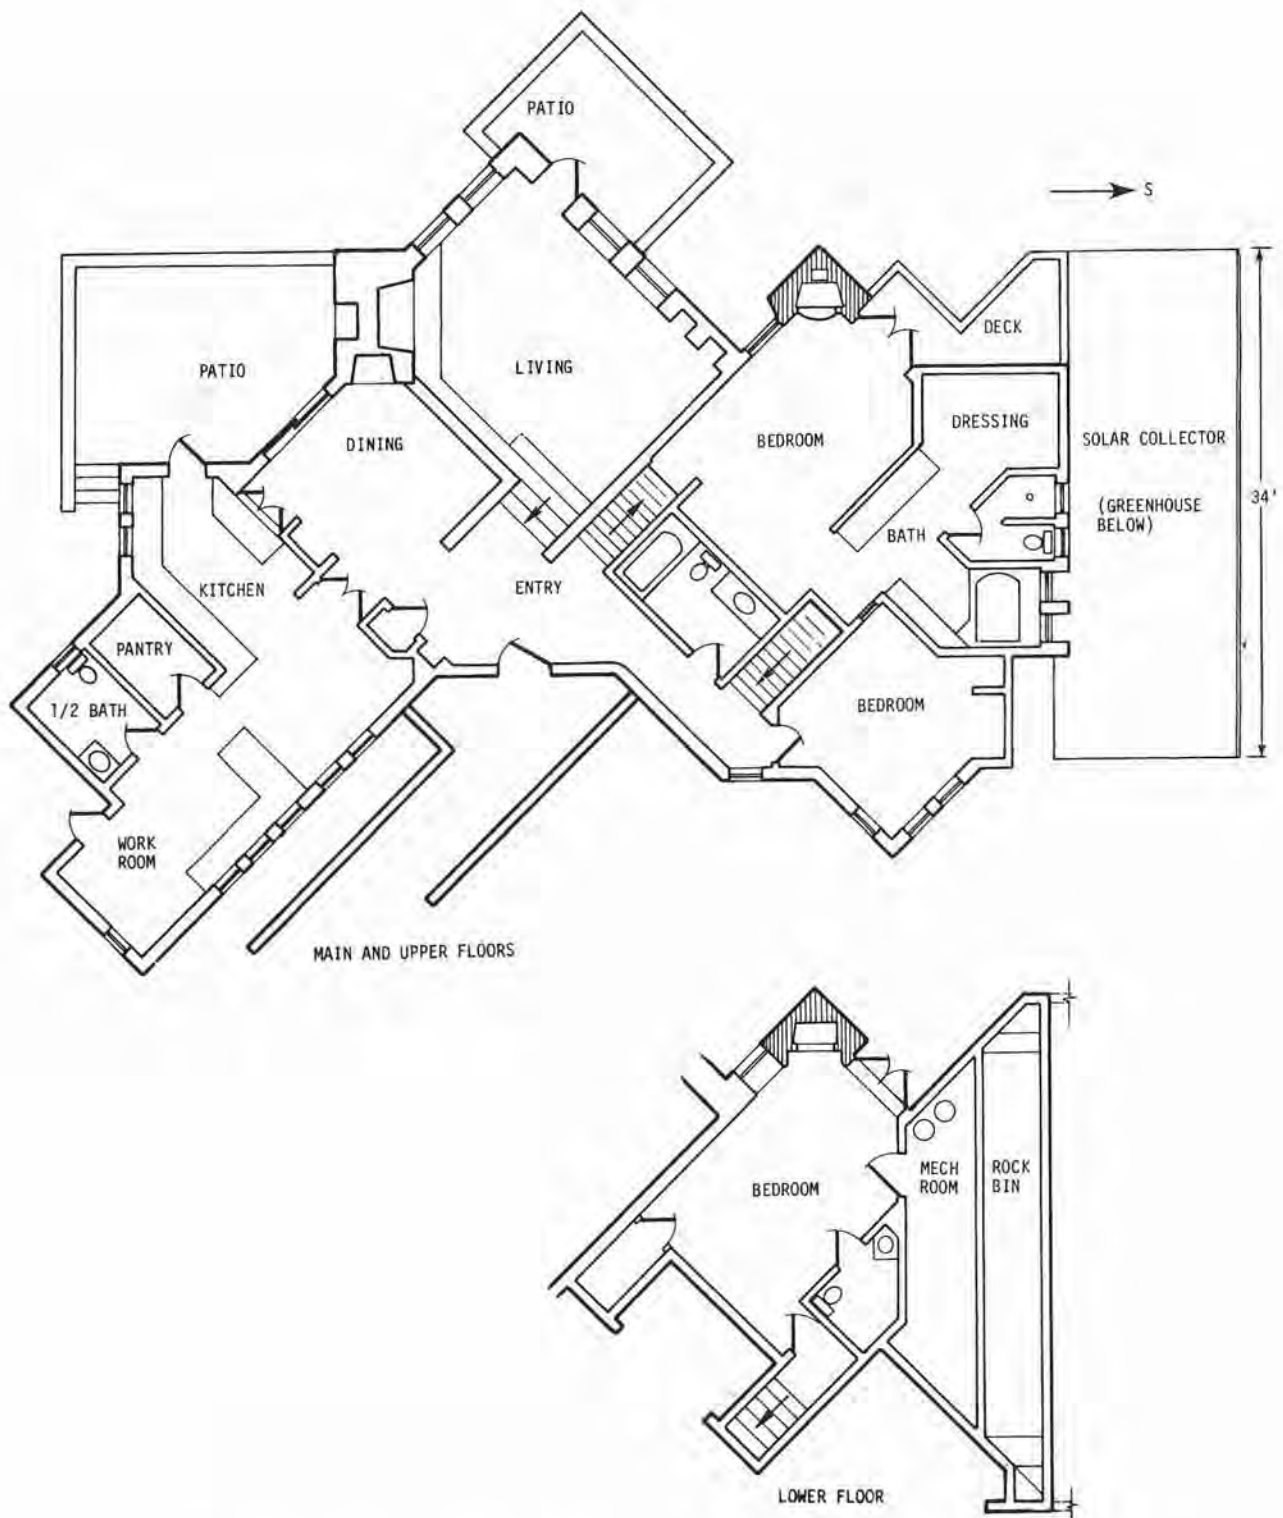 PATIO
S
PATIO
LIVING
DECK
DINING
BEDROOM
DRESSING
SOLAR COLLECTOR
(GREENHOUSE
BELOW)
34'
BATH
KITCHEN
ENTRY
PANTRY
1/2 BATH
BEDROOM
WORK
ROOM
MAIN AND UPPER FLOORS
BEDROOM
MECH
ROOM
ROCK
BIN
LOWER FLOOR